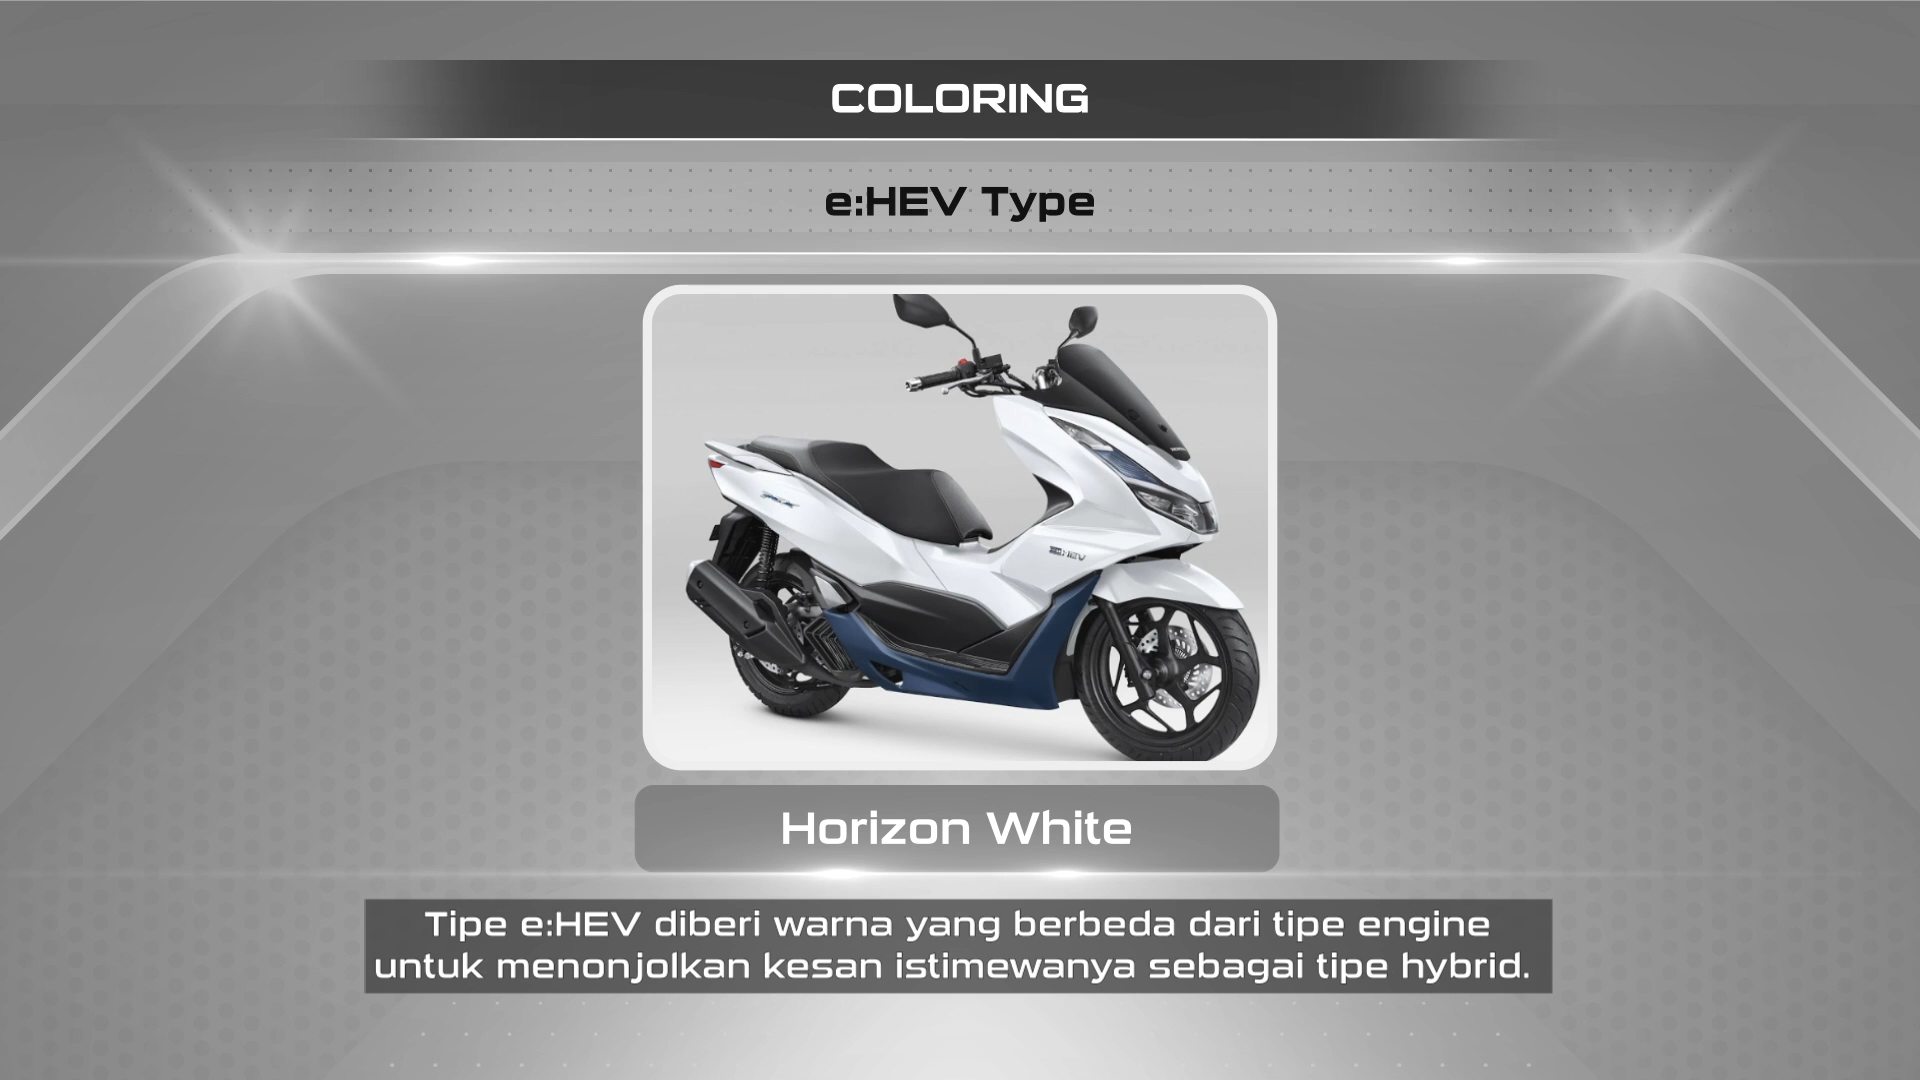 COLORING
e:HEV Type
e:HEV
Horizon White
Tipe e:HEV diberi warna yang berbeda dari tipe engine
untuk menonjolkan kesan istimewanya sebagai tipe hybrid.